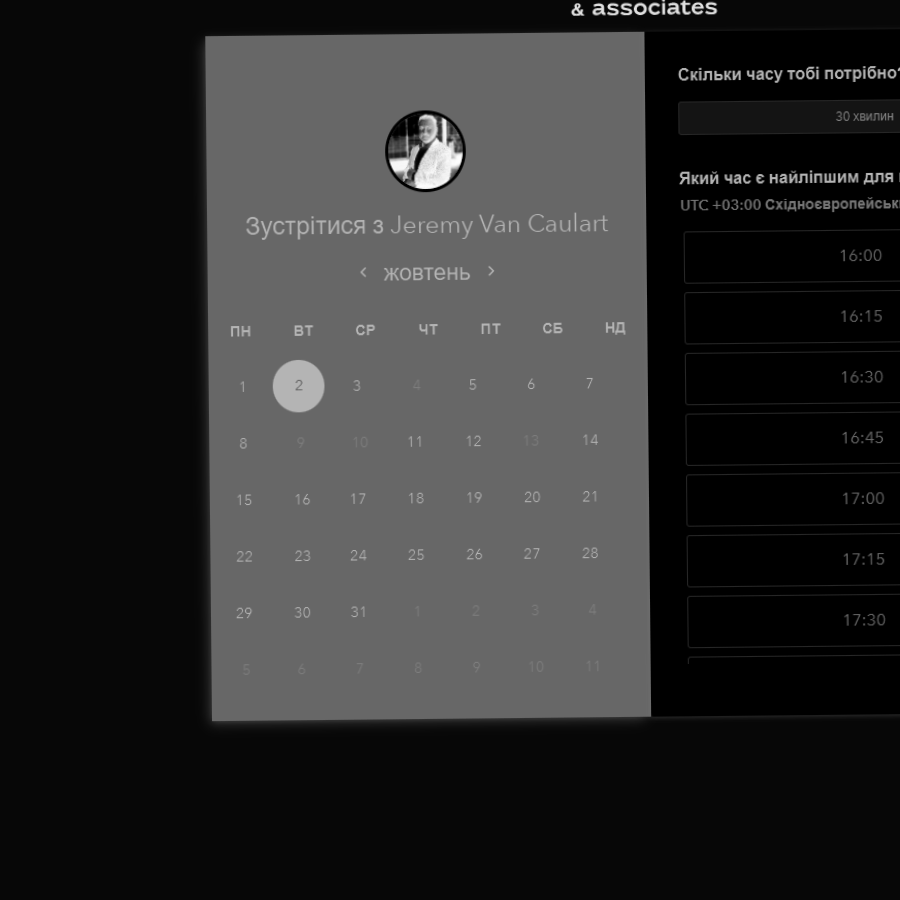 & associates
Зустрітися з Jeremy Van Caulart
‹ жовтень ›
ПН ВТ СР ЧТ ПТ СБ НД
1 2 3 4 5 6 7
8 9 10 11 12 13 14
15 16 17 18 19 20 21
22 23 24 25 26 27 28
29 30 31 1 2 3 4
5 6 7 8 9 10 11
Скільки часу тобі потрібно?
30 хвилин
Який час є найліпшим для
UTC +03:00
16:00
16:15
16:30
16:45
17:00
17:15
17:30